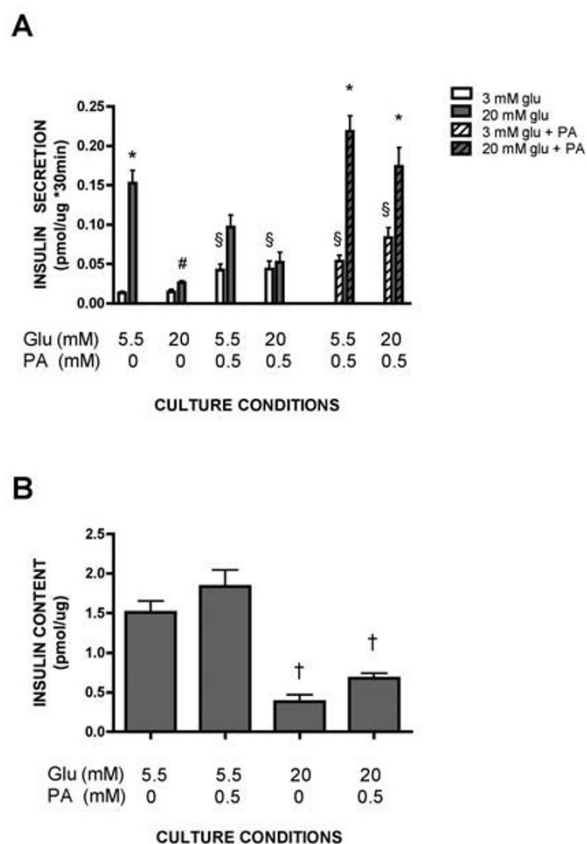 A
3 mM glu
20 mM glu
3 mM glu + PA
20 mM glu + PA
INSULIN SECRETION
(pmol/ug *30min)
0.25
0.20
0.15
0.10
0.05
0.00
* # § § § * § *
Glu (mM) 5.5 20 5.5 20 5.5 20
PA (mM) 0 0 0.5 0.5 0.5 0.5
CULTURE CONDITIONS
B
INSULIN CONTENT
(pmol/ug)
2.5
2.0
1.5
1.0
0.5
0.0
† †
Glu (mM) 5.5 5.5 20 20
PA (mM) 0 0.5 0 0.5
CULTURE CONDITIONS